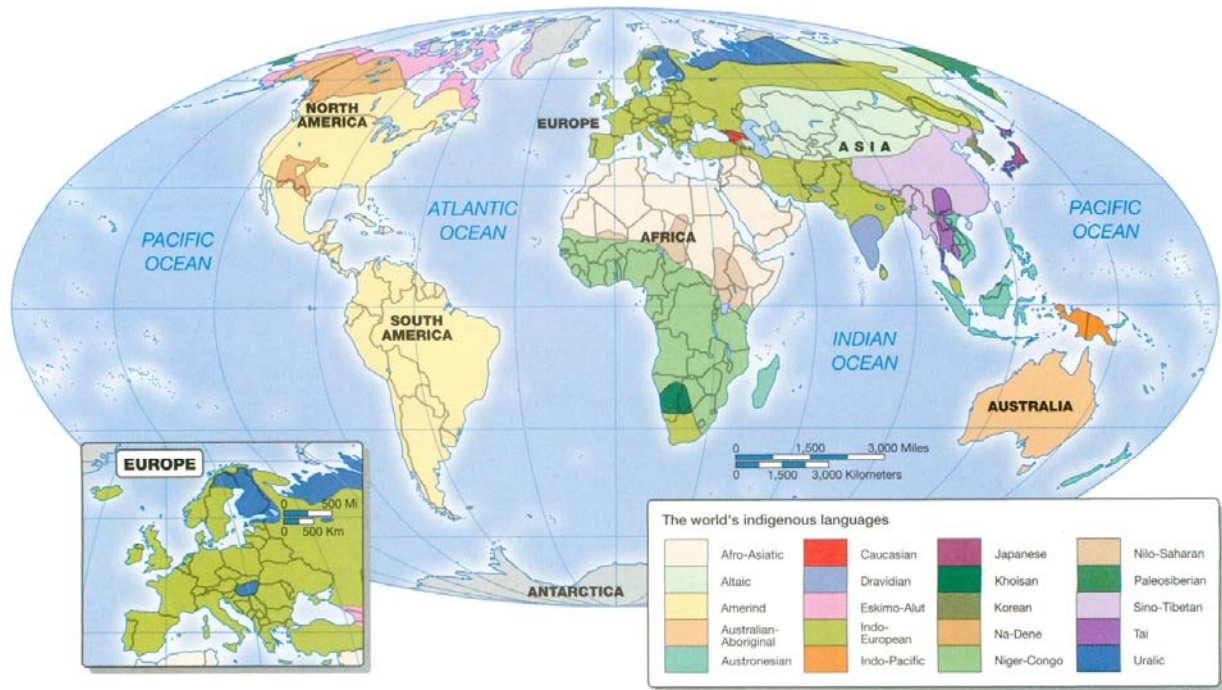 NORTH
AMERICA
EUROPE
ASIA
ATLANTIC
OCEAN
PACIFIC
OCEAN
AFRICA
PACIFIC
OCEAN
SOUTH
AMERICA
INDIAN
OCEAN
AUSTRALIA
0 1,500 3,000 Miles
0 1,500 3,000 Kilometers
EUROPE
0 500 Mi
0 500 Km
ANTARCTICA
The world's indigenous languages
Afro-Asiatic
Altaic
Amerind
Australian-
Aboriginal
Austronesian
Caucasian
Dravidian
Eskimo-Alut
Indo-
European
Indo-Pacific
Japanese
Khoisan
Korean
Na-Dene
Niger-Congo
Nilo-Saharan
Paleosiberian
Sino-Tibetan
Tai
Uralic